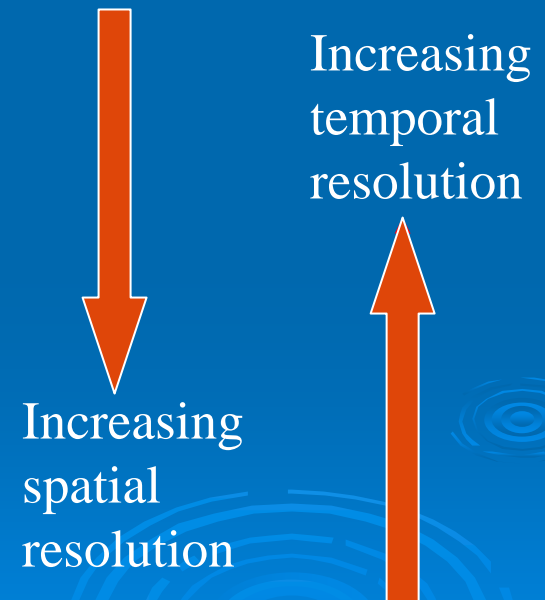 Increasing
temporal
resolution
Increasing
spatial
resolution